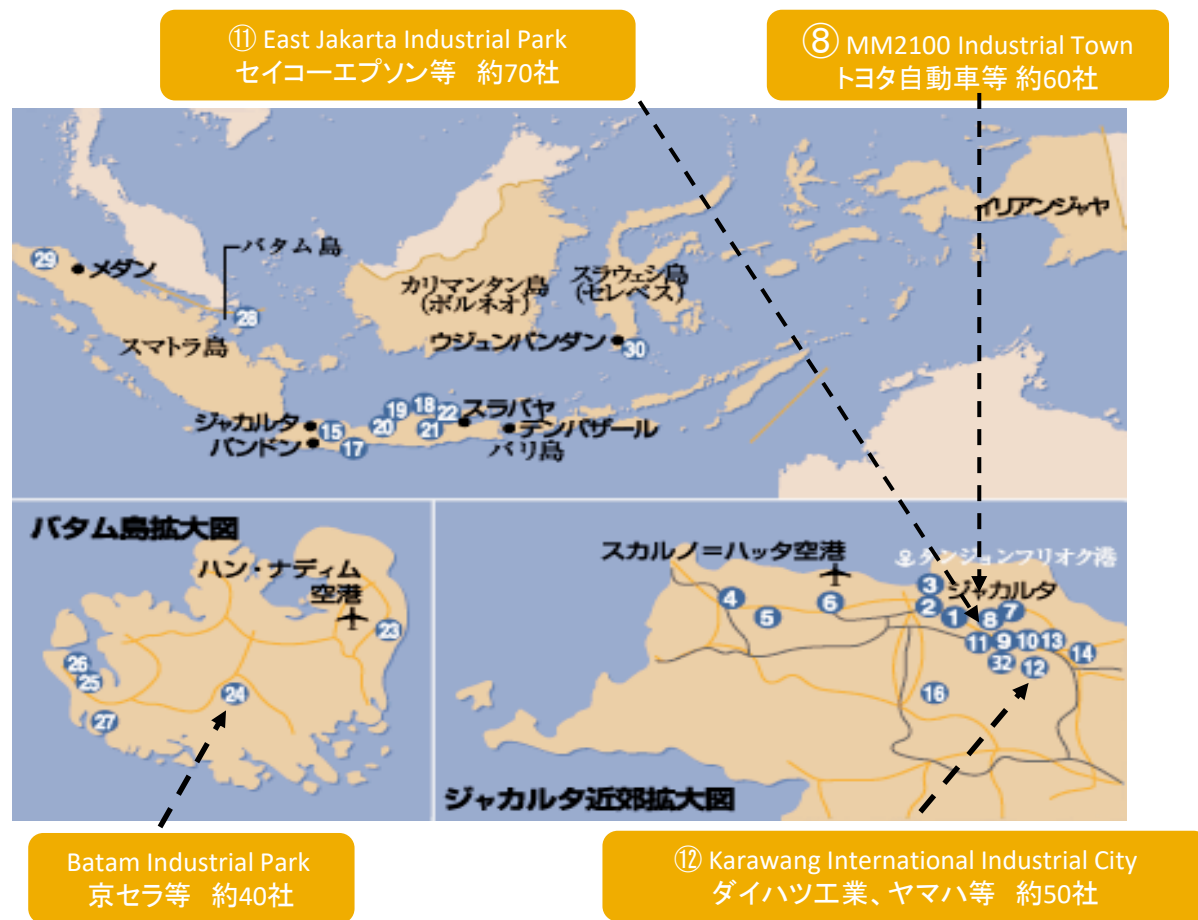 ⑪ East Jakarta Industrial Park
セイコーエプソン等 約70社
⑧ MM2100 Industrial Town
トヨタ自動車等 約60社
イリアンジャヤ
バタム島
29
メダン
28
スマトラ島
カリマンタン島
(ボルネオ)
スラウェシ島
(セレベス)
ウジュンパンダン
30
ジャカルタ
バンドン
15
17
19
18
22
20
21
スラバヤ
デンパサール
バリ島
バタム島拡大図
ハン・ナディム
空港
23
26
25
24
27
スカルノ=ハッタ空港
タンジョンプリオク港
ジャカルタ
3
4
5
6
2
1
8
7
11
9
10
13
14
32
12
16
ジャカルタ近郊拡大図
Batam Industrial Park
京セラ等 約40社
⑫ Karawang International Industrial City
ダイハツ工業、ヤマハ等 約50社